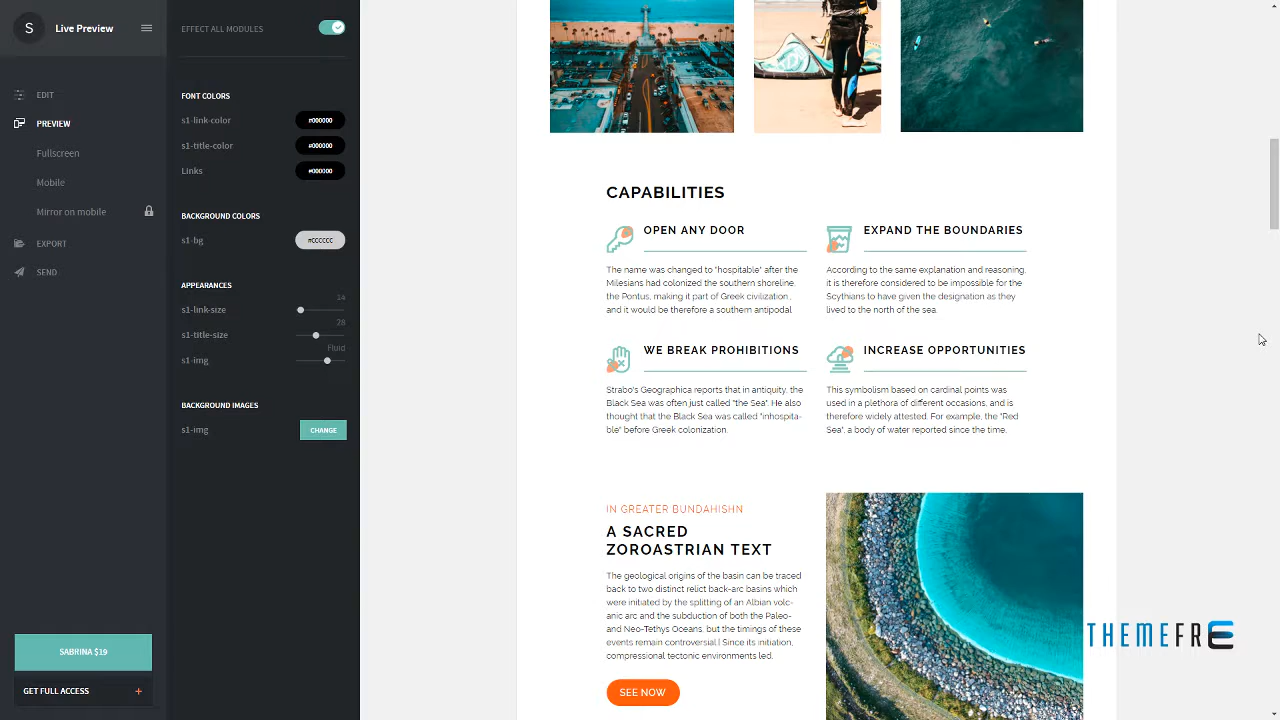 S
Live Preview
EDIT
PREVIEW
Fullscreen
Mobile
Mirror on mobile
EXPORT
SEND
SABRINA $19
GET FULL ACCESS +
EFFECT ALL MODULES
FONT COLORS
s1-link-color #000000
s1-title-color #000000
Links #000000
BACKGROUND COLORS
s1-bg #CCCCCC
APPEARANCES
14
s1-link-size
28
s1-title-size
Fluid
s1-img
BACKGROUND IMAGES
s1-img CHANGE
CAPABILITIES
OPEN ANY DOOR
The name was changed to "hospitable" after the
Milesians had colonized the southern shoreline,
the Pontus, making it part of Greek civilization.,
and it would be therefore a southern antipodal
EXPAND THE BOUNDARIES
According to the same explanation and reasoning,
it is therefore considered to be impossible for the
Scythians to have given the designation as they
lived to the north of the sea.
WE BREAK PROHIBITIONS
Strabo's Geographica reports that in antiquity, the
Black Sea was often just called "the Sea". He also
thought that the Black Sea was called "inhospita-
ble" before Greek colonization.
INCREASE OPPORTUNITIES
This symbolism based on cardinal points was
used in a plethora of different occasions, and is
therefore widely attested. For example, the "Red
Sea", a body of water reported since the time.
IN GREATER BUNDAHISHN
A SACRED
ZOROASTRIAN TEXT
The geological origins of the basin can be traced
back to two distinct relict back-arc basins which
were initiated by the splitting of an Albian volc-
anic arc and the subduction of both the Paleo-
and Neo-Tethys Oceans, but the timings of these
events remain controversial.| Since its initiation,
compressional tectonic environments led.
SEE NOW
THEMEFRE